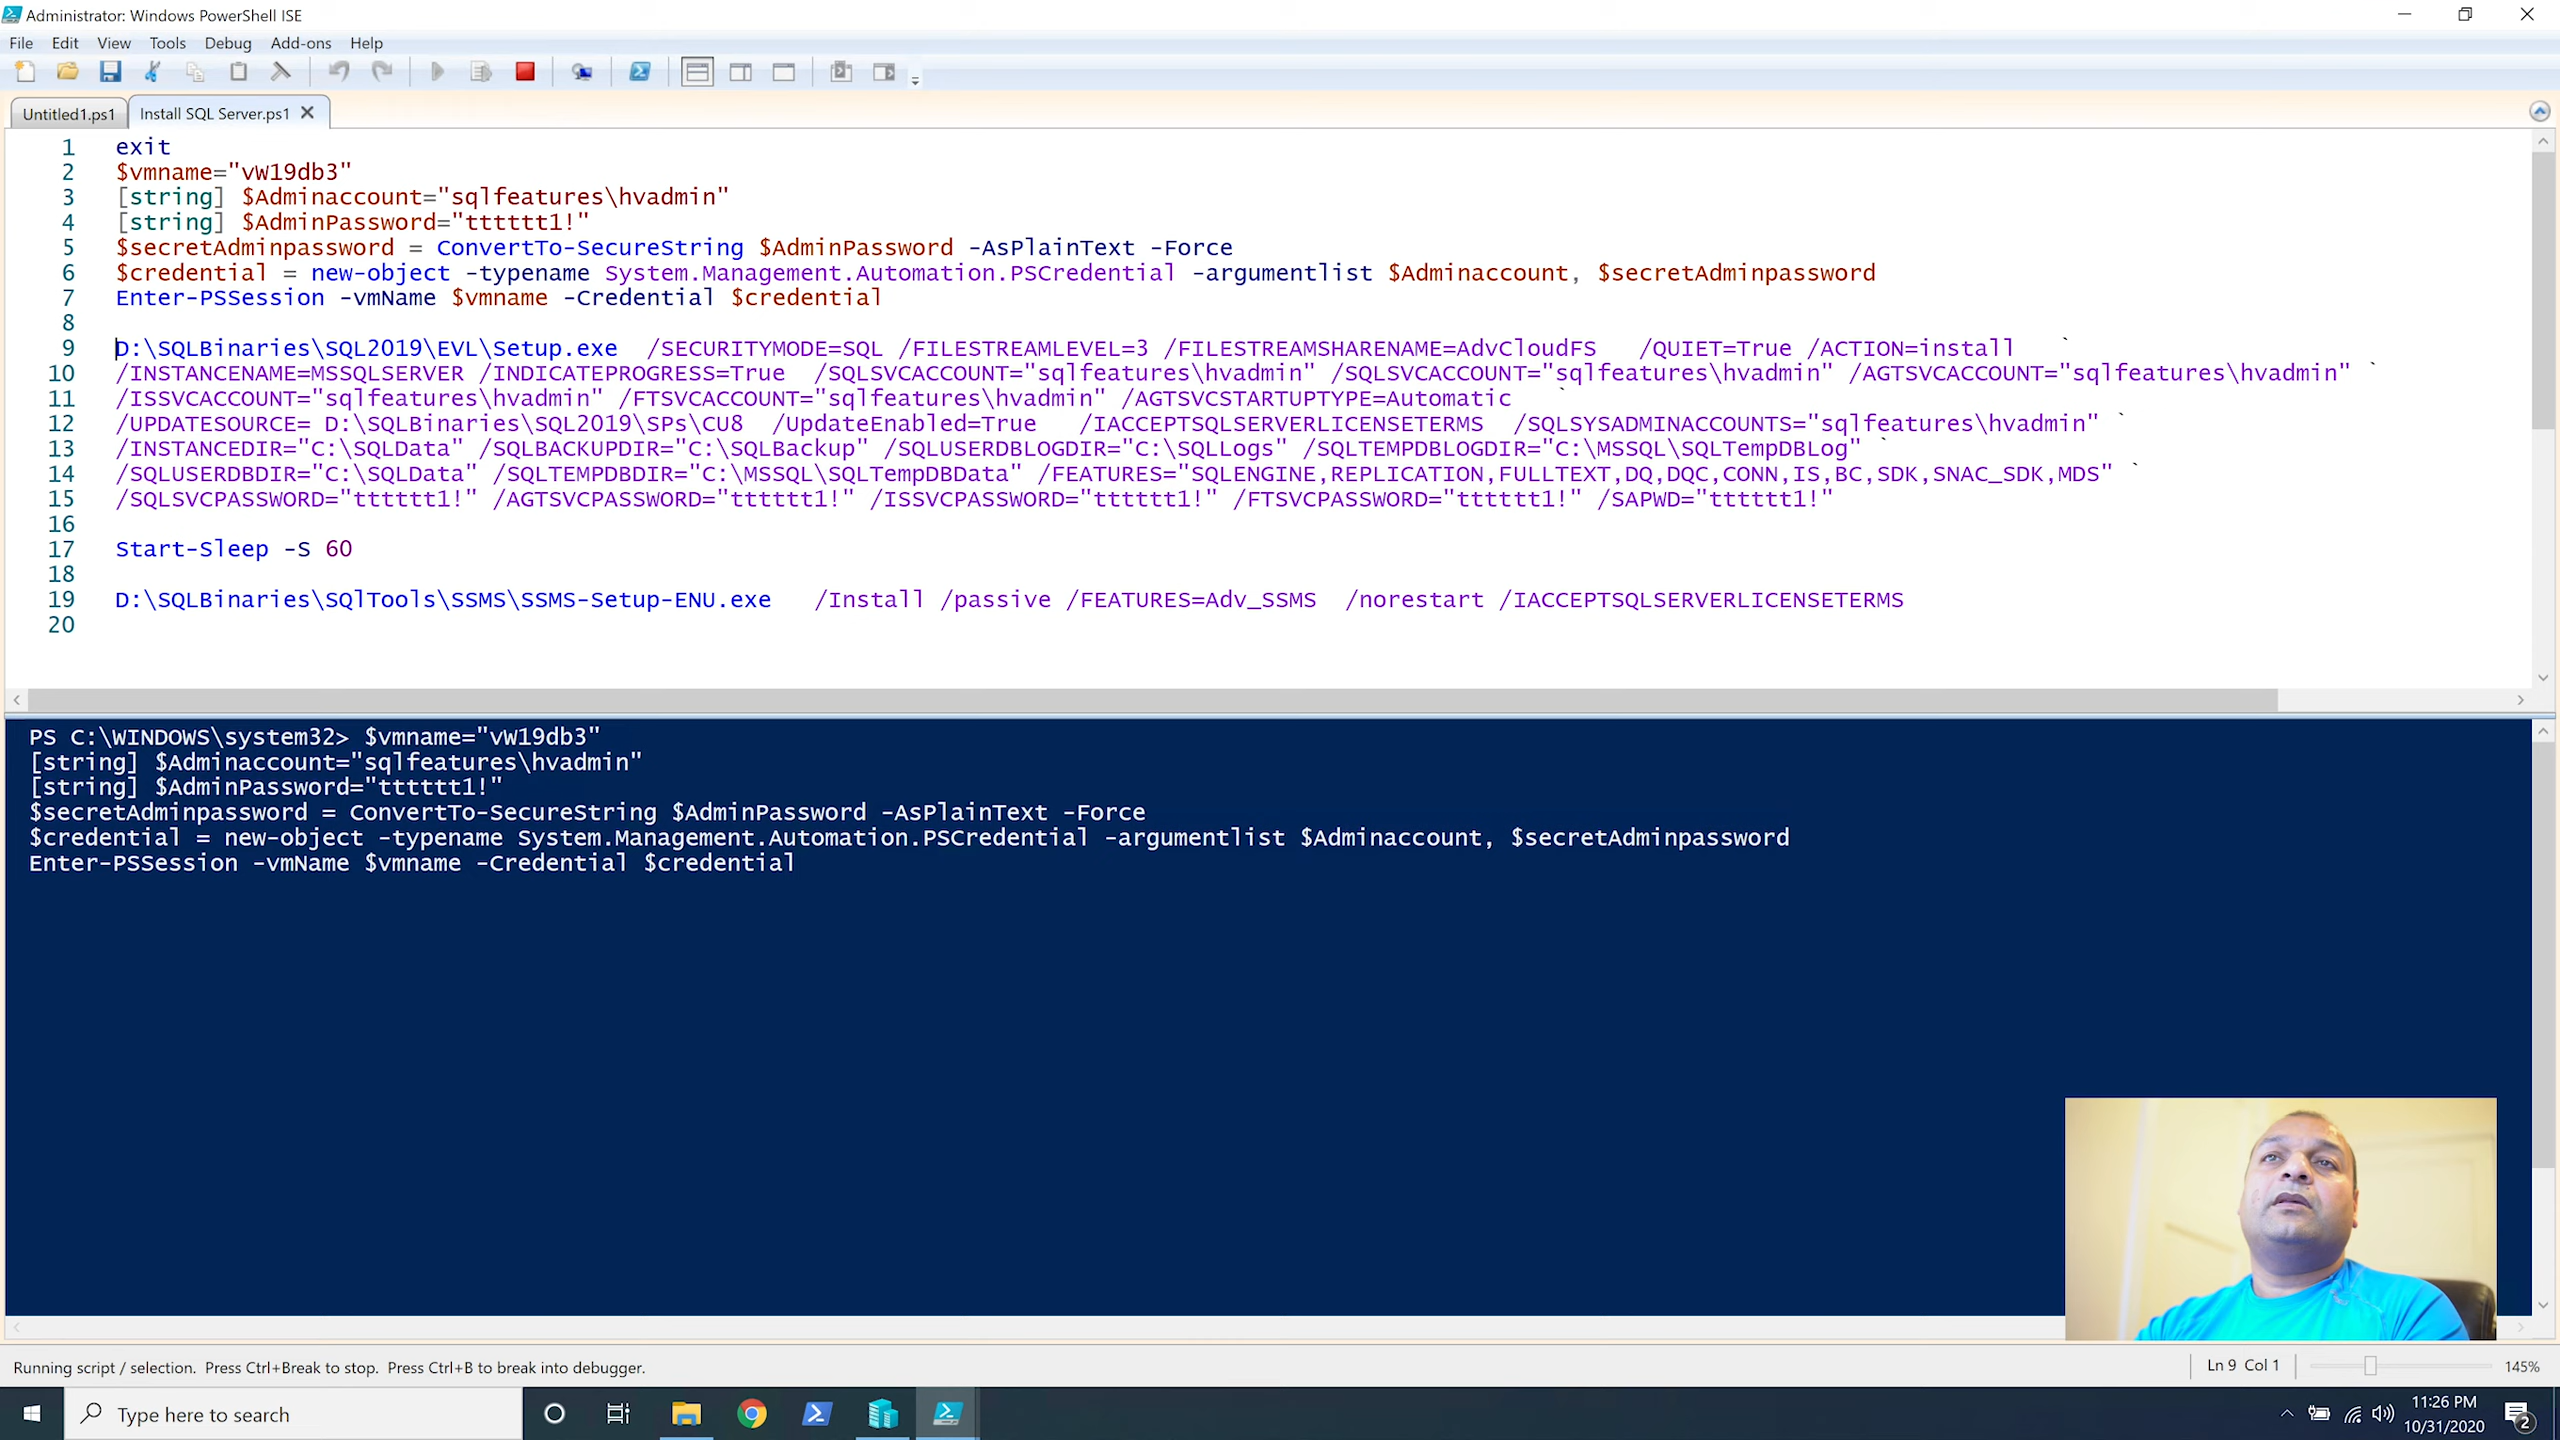 Administrator: Windows PowerShell ISE
File Edit View Tools Debug Add-ons Help
Untitled1.ps1 Install SQL Server.ps1
1 exit
2 $vmname="vW19db3"
3 [string] $Adminaccount="sqlfeatures\hvadmin"
4 [string] $AdminPassword="tttttt1!"
5 $secretAdminpassword = ConvertTo-SecureString $AdminPassword -AsPlainText -Force
6 $credential = new-object -typename System.Management.Automation.PSCredential -argumentlist $Adminaccount, $secretAdminpassword
7 Enter-PSSession -vmName $vmname -Credential $credential
8
9 D:\SQLBinaries\SQL2019\EVL\Setup.exe /SECURITYMODE=SQL /FILESTREAMLEVEL=3 /FILESTREAMSHARENAME=AdvCloudFS /QUIET=True /ACTION=install `
10 /INSTANCENAME=MSSQLSERVER /INDICATEPROGRESS=True /SQLSVCACCOUNT="sqlfeatures\hvadmin" /SQLSVCACCOUNT="sqlfeatures\hvadmin" /AGTSVCACCOUNT="sqlfeatures\hvadmin" `
11 /ISSVCACCOUNT="sqlfeatures\hvadmin" /FTSVCACCOUNT="sqlfeatures\hvadmin" /AGTSVCSTARTUPTYPE=Automatic `
12 /UPDATESOURCE= D:\SQLBinaries\SQL2019\SPs\CU8 /UpdateEnabled=True /IACCEPTSQLSERVERLICENSETERMS /SQLSYSADMINACCOUNTS="sqlfeatures\hvadmin" `
13 /INSTANCEDIR="C:\SQLData" /SQLBACKUPDIR="C:\SQLBackup" /SQLUSERDBLOGDIR="C:\SQLLogs" /SQLTEMPDBLOGDIR="C:\MSSQL\SQLTempDBLog" `
14 /SQLUSERDBDIR="C:\SQLData" /SQLTEMPDBDIR="C:\MSSQL\SQLTempDBData" /FEATURES="SQLENGINE,REPLICATION,FULLTEXT,DQ,DQC,CONN,IS,BC,SDK,SNAC_SDK,MDS" `
15 /SQLSVCPASSWORD="tttttt1!" /AGTSVCPASSWORD="tttttt1!" /ISSVCPASSWORD="tttttt1!" /FTSVCPASSWORD="tttttt1!" /SAPWD="tttttt1!"
16
17 Start-Sleep -S 60
18
19 D:\SQLBinaries\SQlTools\SSMS\SSMS-Setup-ENU.exe /Install /passive /FEATURES=Adv_SSMS /norestart /IACCEPTSQLSERVERLICENSETERMS
20
PS C:\WINDOWS\system32> $vmname="vW19db3"
[string] $Adminaccount="sqlfeatures\hvadmin"
[string] $AdminPassword="tttttt1!"
$secretAdminpassword = ConvertTo-SecureString $AdminPassword -AsPlainText -Force
$credential = new-object -typename System.Management.Automation.PSCredential -argumentlist $Adminaccount, $secretAdminpassword
Enter-PSSession -vmName $vmname -Credential $credential
Running script / selection. Press Ctrl+Break to stop. Press Ctrl+B to break into debugger.
Ln 9 Col 1
145%
Type here to search
11:26 PM
10/31/2020
2